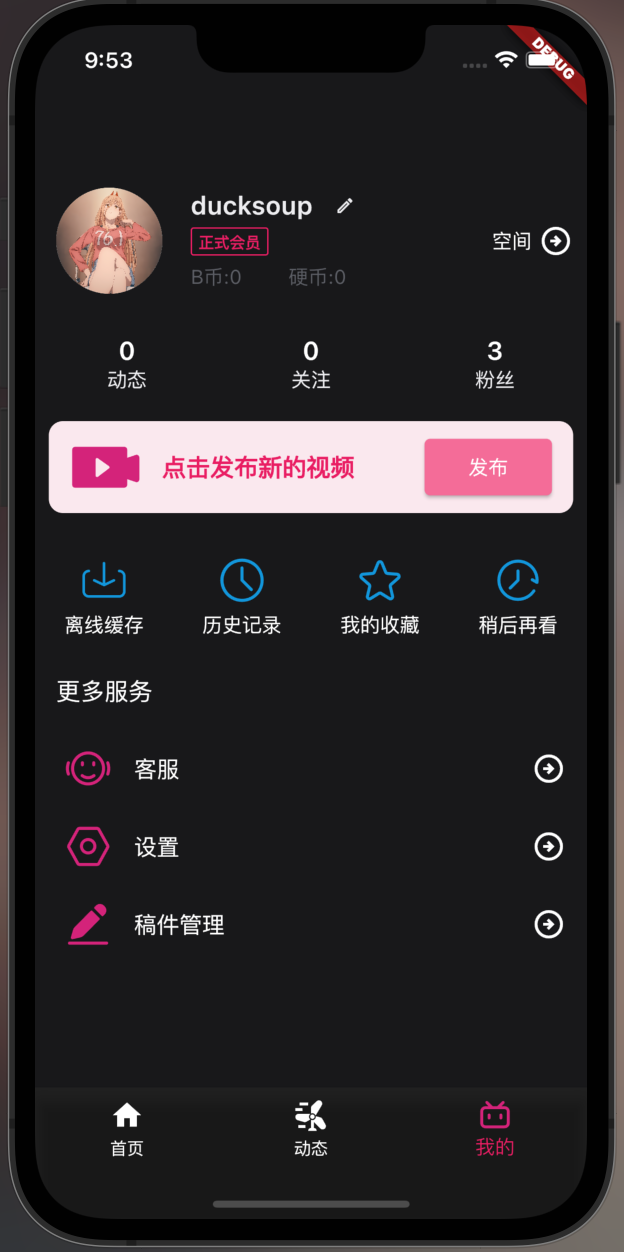 9:53
DEBUG
ducksoup
正式会员
空间
B币:0 硬币:0
0 0 3
动态 关注 粉丝
点击发布新的视频 发布
离线缓存 历史记录 我的收藏 稍后再看
更多服务
客服
设置
稿件管理
首页 动态 我的